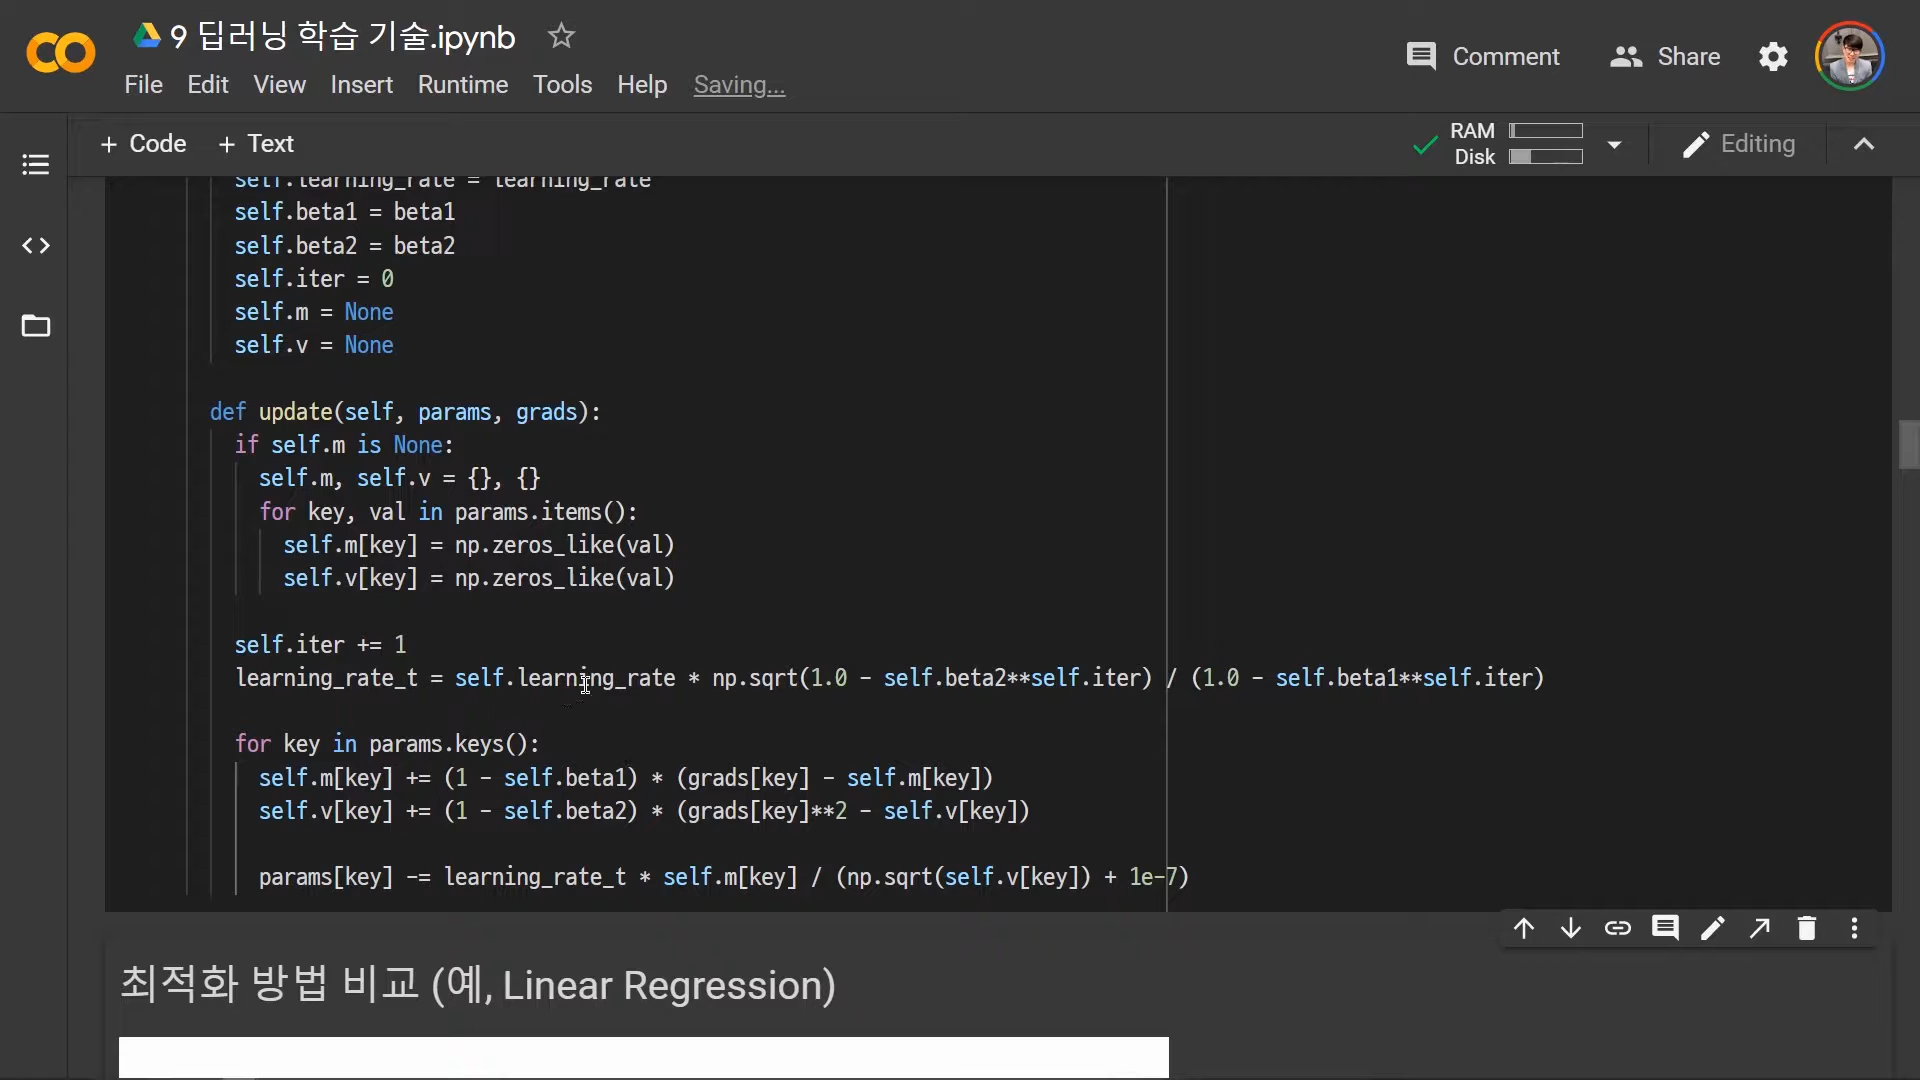 9 딥러닝 학습 기술.ipynb
File Edit View Insert Runtime Tools Help Saving...
Comment Share
+ Code + Text
RAM
Disk
Editing
self.learning_rate = learning_rate
self.beta1 = beta1
self.beta2 = beta2
self.iter = 0
self.m = None
self.v = None
def update(self, params, grads):
if self.m is None:
self.m, self.v = {}, {}
for key, val in params.items():
self.m[key] = np.zeros_like(val)
self.v[key] = np.zeros_like(val)
self.iter += 1
learning_rate_t = self.learning_rate * np.sqrt(1.0 - self.beta2**self.iter) / (1.0 - self.beta1**self.iter)
for key in params.keys():
self.m[key] += (1 - self.beta1) * (grads[key] - self.m[key])
self.v[key] += (1 - self.beta2) * (grads[key]**2 - self.v[key])
params[key] -= learning_rate_t * self.m[key] / (np.sqrt(self.v[key]) + 1e-7)
최적화 방법 비교 (예, Linear Regression)